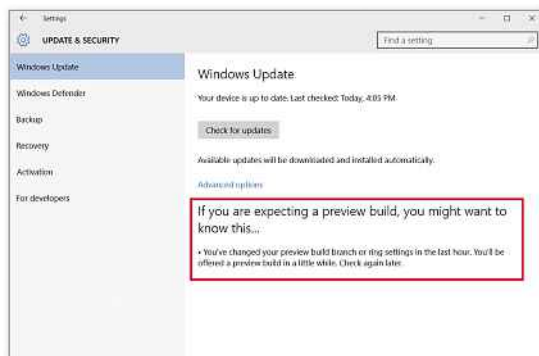 Settings
UPDATE & SECURITY
Find a setting
Windows Update
Windows Defender
Backup
Recovery
Activation
For developers
Windows Update
Your device is up to date. Last checked: Today, 4:05 PM
Check for updates
Available updates will be downloaded and installed automatically.
Advanced options
If you are expecting a preview build, you might want to
know this...
• You've changed your preview build branch or ring settings in the last hour. You'll be
offered a preview build in a little while. Check again later.